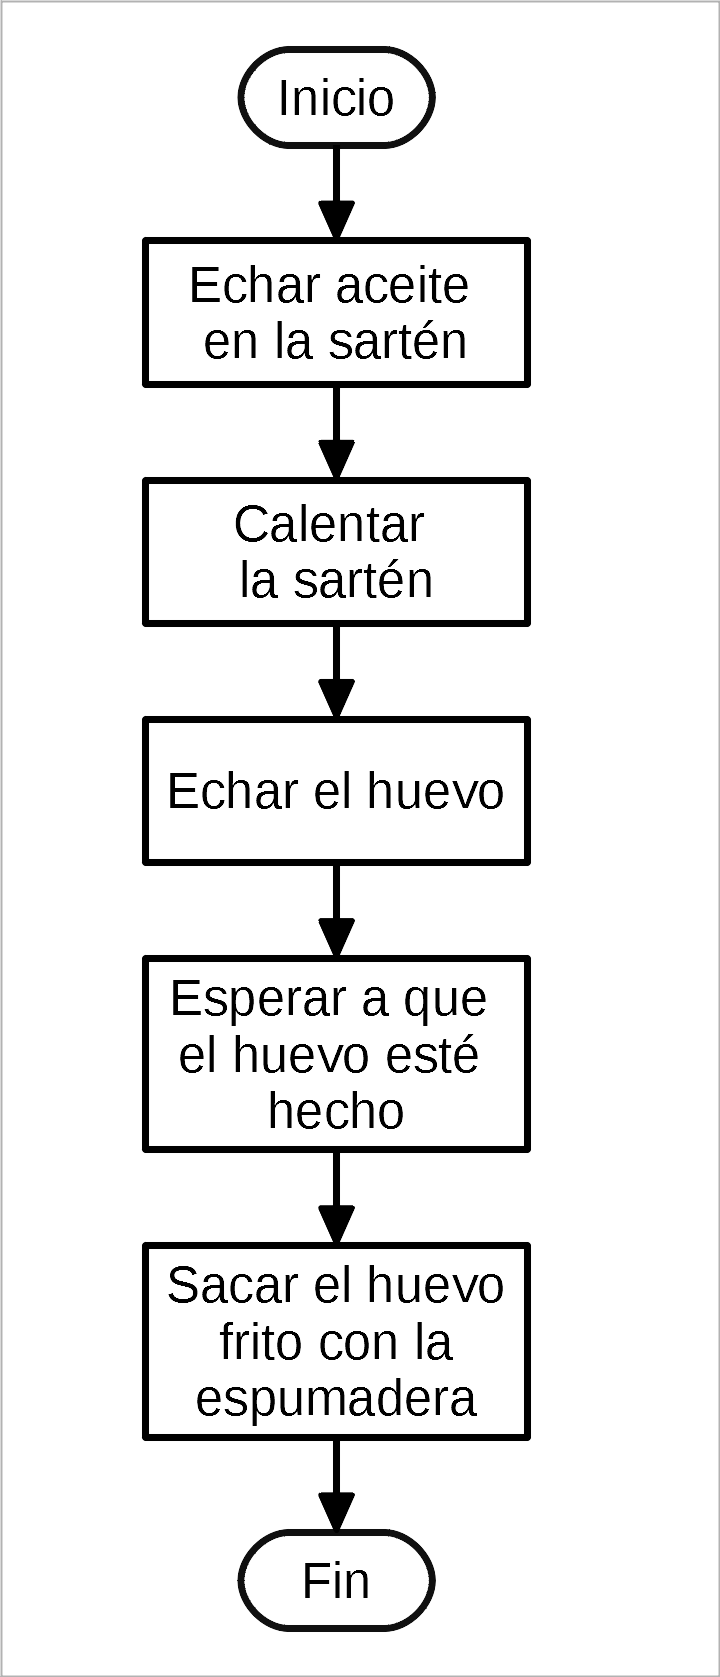 Inicio
Echar aceite
en la sartén
Calentar
la sartén
Echar el huevo
Esperar a que
el huevo esté
hecho
Sacar el huevo
frito con la
espumadera
Fin